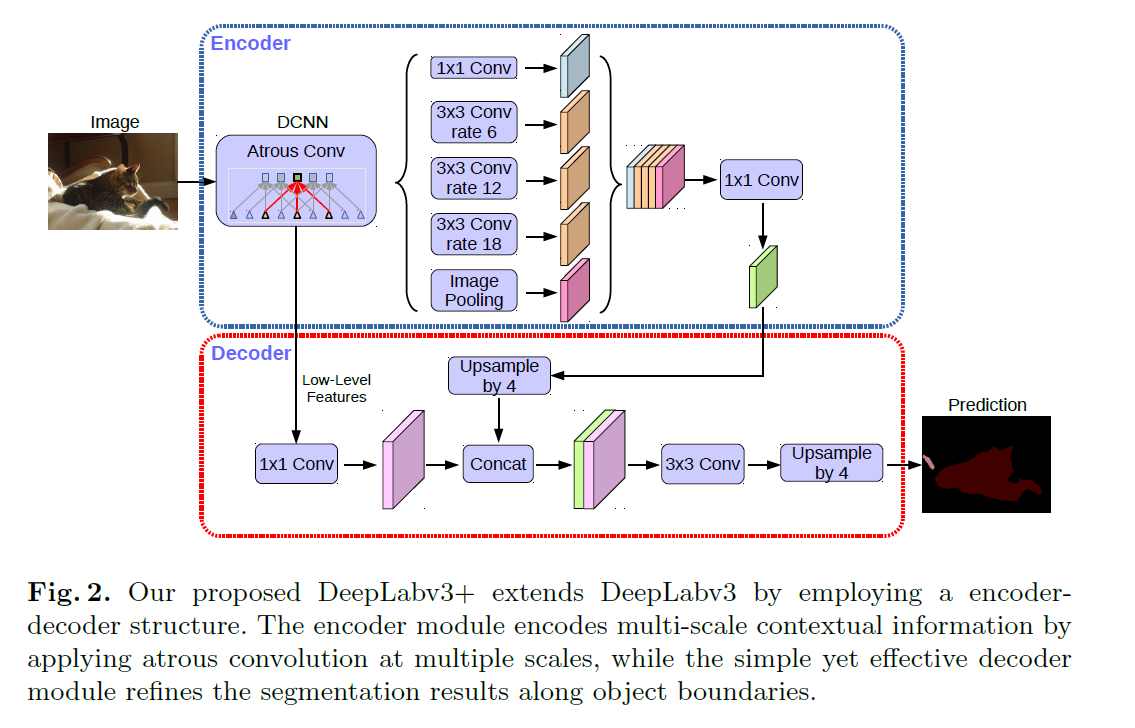 Encoder
Image
DCNN
Atrous Conv
1x1 Conv
3x3 Conv
rate 6
3x3 Conv
rate 12
3x3 Conv
rate 18
Image
Pooling
1x1 Conv
Decoder
Low-Level
Features
Upsample
by 4
1x1 Conv
Concat
3x3 Conv
Upsample
by 4
Prediction
Fig. 2. Our proposed DeepLabv3+ extends DeepLabv3 by employing a encoder-
decoder structure. The encoder module encodes multi-scale contextual information by
applying atrous convolution at multiple scales, while the simple yet effective decoder
module refines the segmentation results along object boundaries.